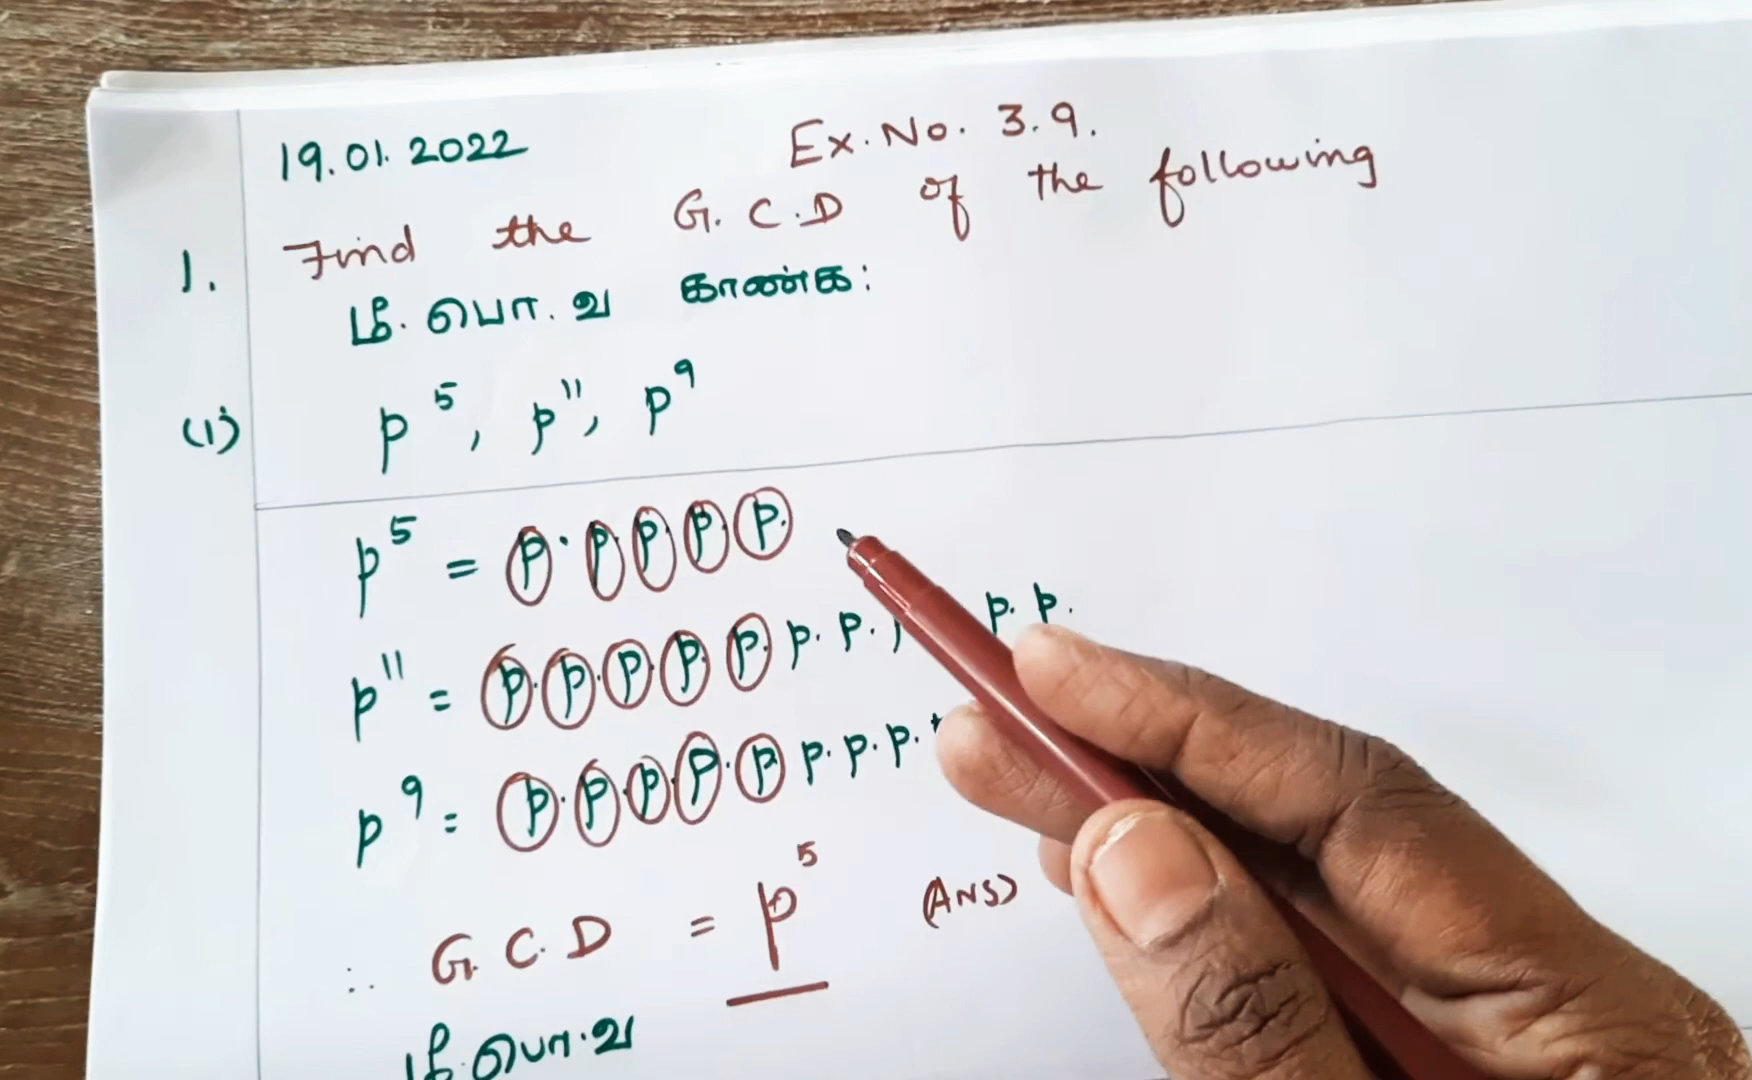 19.01.2022 Ex.No. 3.9.
1. Find the G.C.D of the following
மீ.பொ.வ காண்க:
(i) p⁵, p¹¹, p⁹
p⁵ = p.p.p.p.p.
p¹¹ = p.p.p.p.p.p.p. p.p.
p⁹ = p.p.p.p.p.p.p.p.
∴ G.C.D = p⁵ (ANS)
மீ.பொ.வ